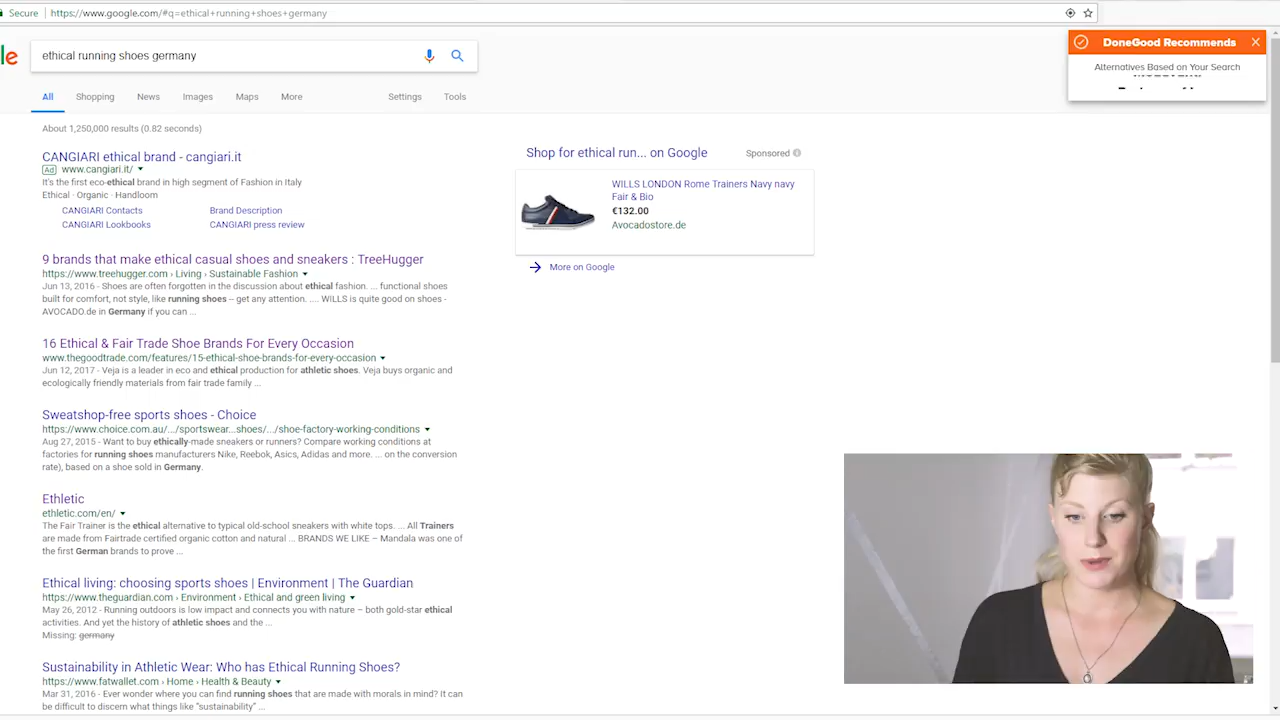 Secure https://www.google.com/#q=ethical+running+shoes+germany
le ethical running shoes germany
DoneGood Recommends
Alternatives Based on Your Search
All Shopping News Images Maps More Settings Tools
About 1,250,000 results (0.82 seconds)
CANGIARI ethical brand - cangiari.it
Ad www.cangiari.it/
It's the first eco-ethical brand in high segment of Fashion in Italy
Ethical · Organic · Handloom
CANGIARI Contacts Brand Description
CANGIARI Lookbooks CANGIARI press review
9 brands that make ethical casual shoes and sneakers : TreeHugger
https://www.treehugger.com › Living › Sustainable Fashion
Jun 13, 2016 - Shoes are often forgotten in the discussion about ethical fashion. ... functional shoes
built for comfort, not style, like running shoes -- get any attention. .... WILLS is quite good on shoes -
AVOCADO.de in Germany if you can ...
16 Ethical & Fair Trade Shoe Brands For Every Occasion
www.thegoodtrade.com/features/15-ethical-shoe-brands-for-every-occasion
Jun 12, 2017 - Veja is a leader in eco and ethical production for athletic shoes. Veja buys organic and
ecologically friendly materials from fair trade family ...
Sweatshop-free sports shoes - Choice
https://www.choice.com.au/.../sportswear...shoes/.../shoe-factory-working-conditions
Aug 27, 2015 - Want to buy ethically-made sneakers or runners? Compare working conditions at
factories for running shoes manufacturers Nike, Reebok, Asics, Adidas and more. ... on the conversion
rate), based on a shoe sold in Germany.
Ethletic
ethletic.com/en/
The Fair Trainer is the ethical alternative to typical old-school sneakers with white tops. ... All Trainers
are made from Fairtrade certified organic cotton and natural ... BRANDS WE LIKE – Mandala was one of
the first German brands to prove ...
Ethical living: choosing sports shoes | Environment | The Guardian
https://www.theguardian.com › Environment › Ethical and green living
May 26, 2012 - Running outdoors is low impact and connects you with nature – both gold-star ethical
activities. And yet the history of athletic shoes and the ...
Missing: germany
Sustainability in Athletic Wear: Who has Ethical Running Shoes?
https://www.fatwallet.com › Home › Health & Beauty
Mar 31, 2016 - Ever wonder where you can find running shoes that are made with morals in mind? It can
be difficult to discern what things like "sustainability" ...
Shop for ethical run... on Google Sponsored
WILLS LONDON Rome Trainers Navy navy
Fair & Bio
€132.00
Avocadostore.de
More on Google